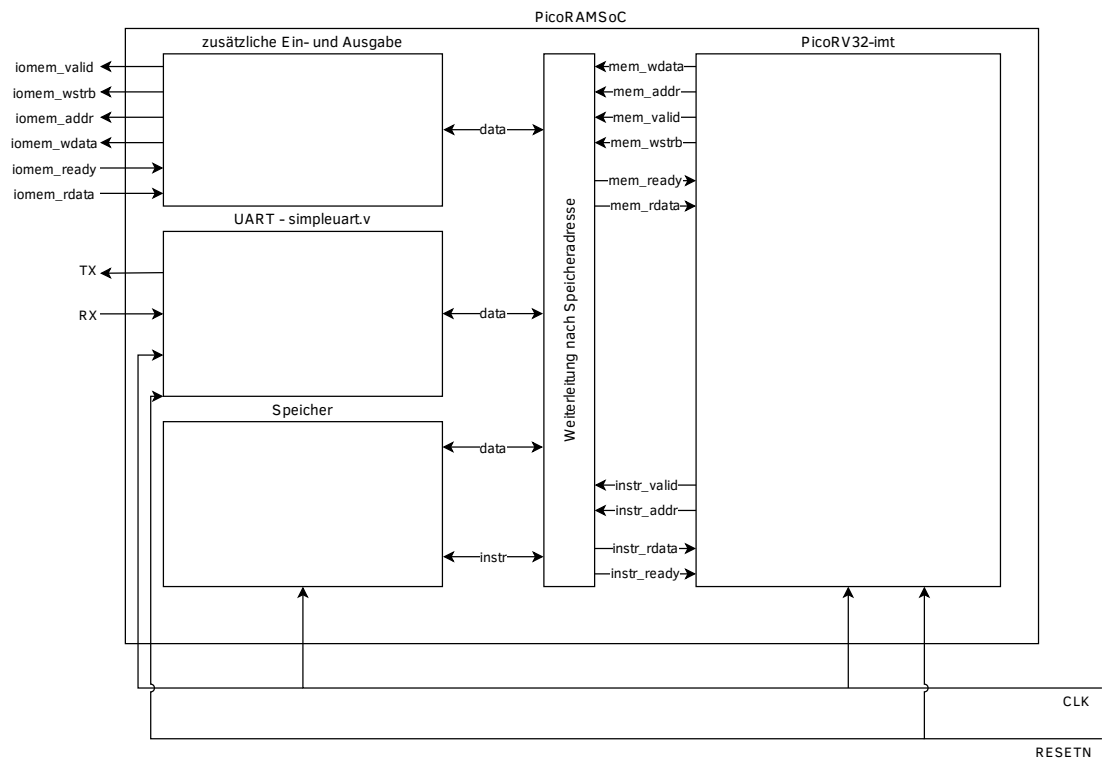 PicoRAMSoC
zusätzliche Ein- und Ausgabe
PicoRV32-imt
iomem_valid
iomem_wstrb
iomem_addr
iomem_wdata
iomem_ready
iomem_rdata
data
mem_wdata
mem_addr
mem_valid
mem_wstrb
mem_ready
mem_rdata
UART - simpleuart.v
TX
RX
data
Weiterleitung nach Speicheradresse
Speicher
data
instr
instr_valid
instr_addr
instr_rdata
instr_ready
CLK
RESETN